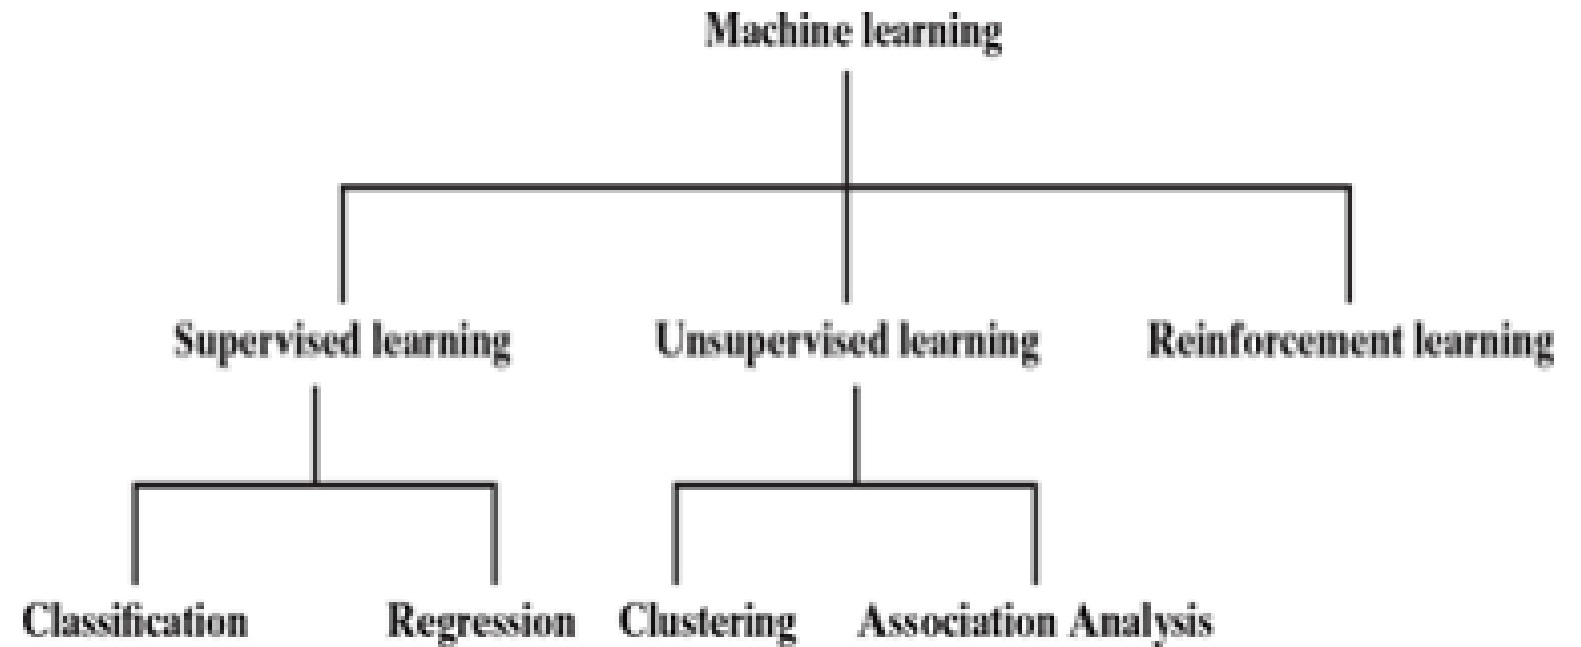 Machine learning
Supervised learning Unsupervised learning Reinforcement learning
Classification Regression Clustering Association Analysis